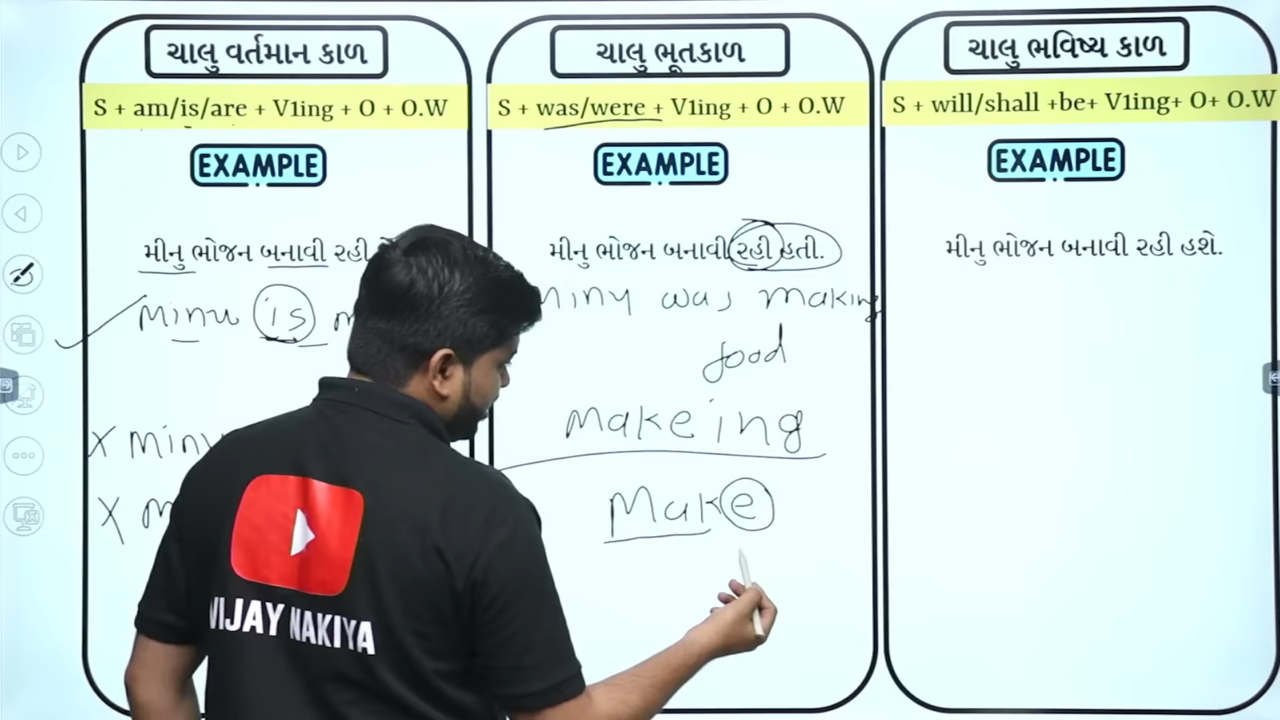 ચાલુ વર્તમાન કાળ
S + am/is/are + V1ing + O + O.W
EXAMPLE
મીનુ ભોજન બનાવી રહી
minu is
x minu
x
ચાલુ ભૂતકાળ
S + was/were + V1ing + O + O.W
EXAMPLE
મીનુ ભોજન બનાવી રહી હતી.
minu was making
food
makeing
Make
ચાલુ ભવિષ્ય કાળ
S + will/shall +be+ V1ing+ O+ O.W
EXAMPLE
મીનુ ભોજન બનાવી રહી હશે.
VIJAY NAKIYA